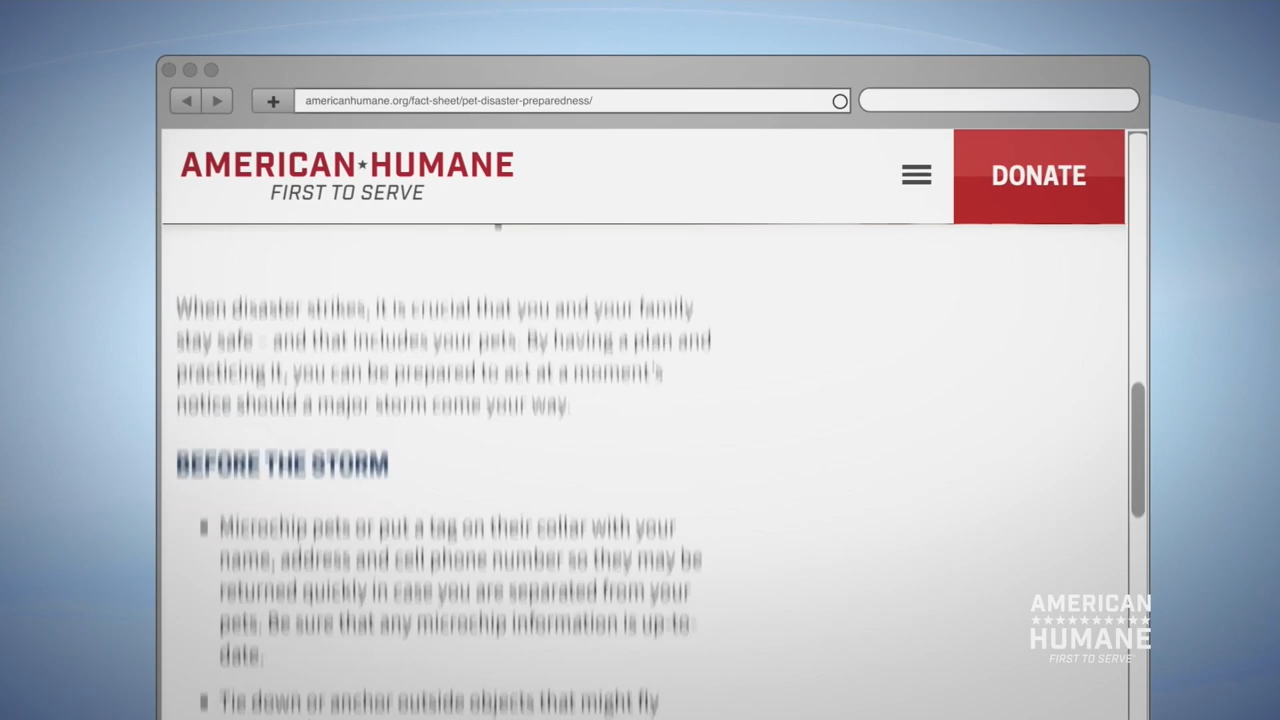 americanhumane.org/fact-sheet/pet-disaster-preparedness/
AMERICAN★HUMANE
FIRST TO SERVE
DONATE
When disaster strikes, it is crucial that you and your family
stay safe - and that includes your pets. By having a plan and
practicing it, you can be prepared to act at a moment's
notice should a major storm come your way.
BEFORE THE STORM
Microchip pets or put a tag on their collar with your
name, address and cell phone number so they may be
returned quickly in case you are separated from your
pets. Be sure that any microchip information is up-to-
date.
Tie down or anchor outside objects that might fly
AMERICAN
HUMANE
FIRST TO SERVE